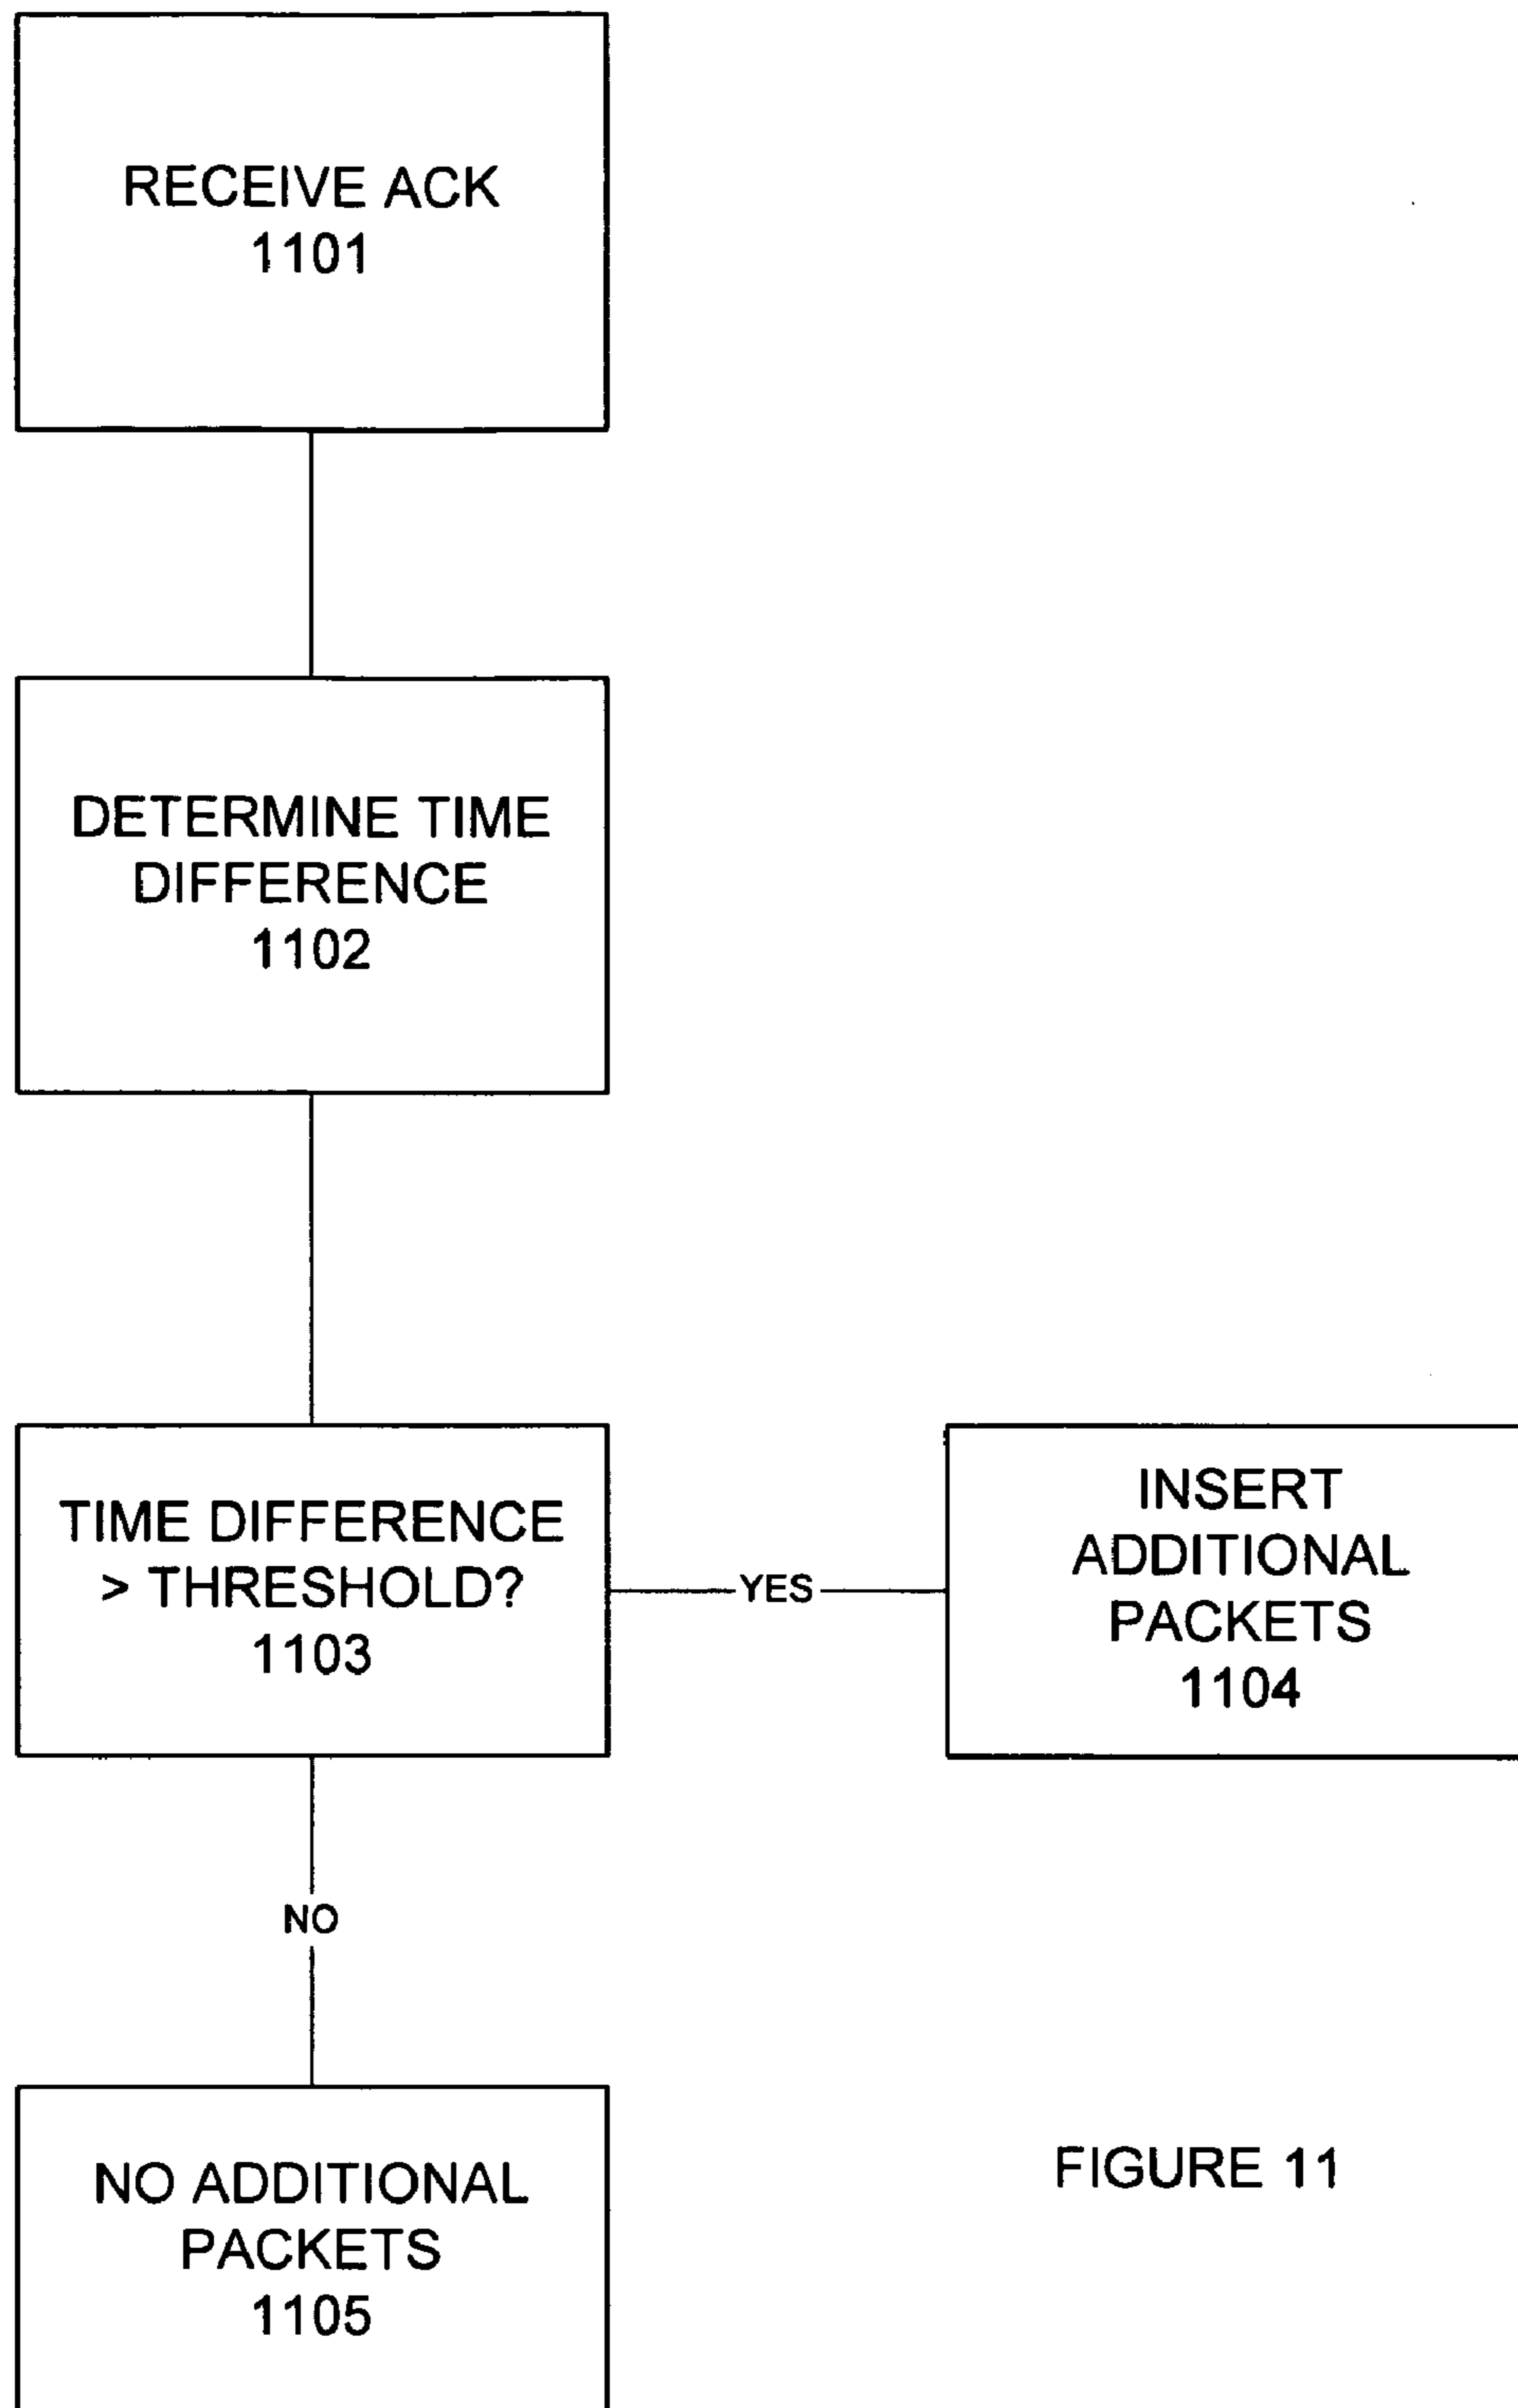 RECEIVE ACK
1101
DETERMINE TIME
DIFFERENCE
1102
TIME DIFFERENCE
> THRESHOLD?
1103
YES
INSERT
ADDITIONAL
PACKETS
1104
NO
NO ADDITIONAL
PACKETS
1105
FIGURE 11